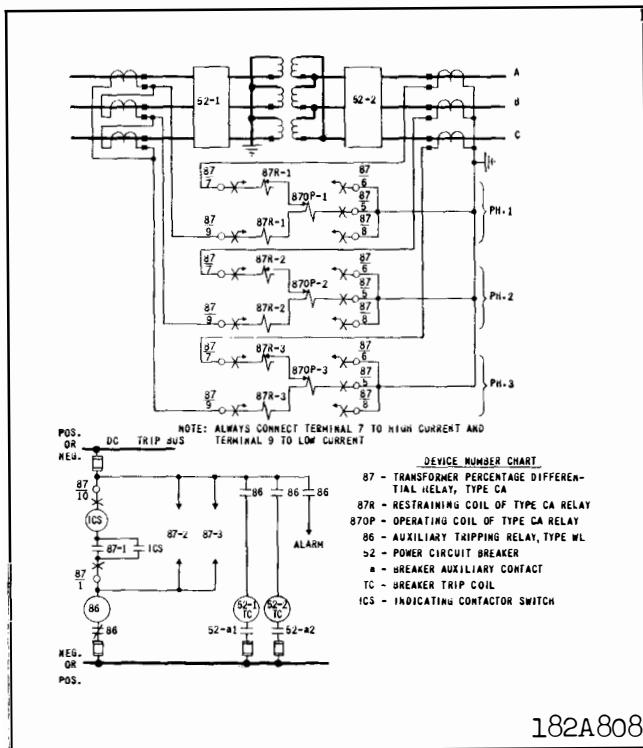 A
52-1
52-2
B
C
87
7
87R-1
87OP-1
87
6
87
5
87
8
87
9
87R-1
PH.1
87
7
87R-2
87OP-2
87
6
87
5
87
8
87
9
87R-2
PH.2
87
7
87R-3
87OP-3
87
6
87
5
87
8
87
9
87R-3
PH.3
NOTE: ALWAYS CONNECT TERMINAL 7 TO HIGH CURRENT AND
TERMINAL 9 TO LOW CURRENT
POS.
OR
NEG.
DC TRIP BUS
87
10
ICS
87-1
ICS
87
1
86
86
87-2
87-3
86
86
86
ALARM
52-1
TC
52-2
TC
52-a1
52-a2
NEG.
OR
POS.
DEVICE NUMBER CHART
87 - TRANSFORMER PERCENTAGE DIFFEREN-
TIAL RELAY, TYPE CA
87R - RESTRAINING COIL OF TYPE CA RELAY
87OP - OPERATING COIL OF TYPE CA RELAY
86 - AUXILIARY TRIPPING RELAY, TYPE WL
52 - POWER CIRCUIT BREAKER
a - BREAKER AUXILIARY CONTACT
TC - BREAKER TRIP COIL
ICS - INDICATING CONTACTOR SWITCH
182A808